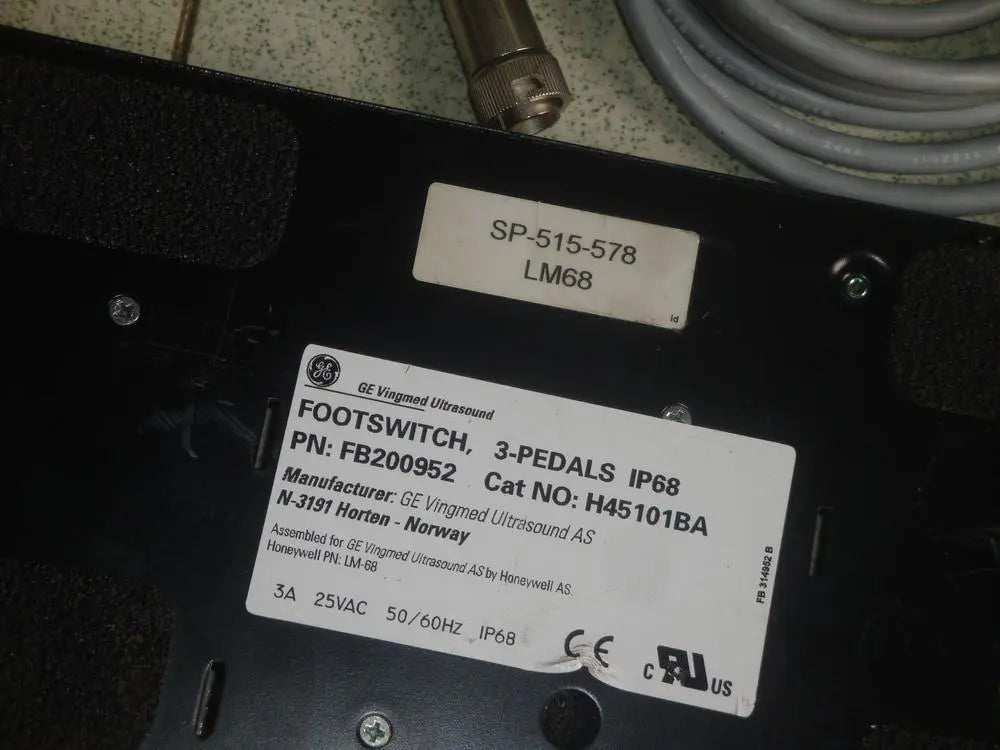 SP-515-578
LM68
id
GE
GE Vingmed Ultrasound
FOOTSWITCH, 3-PEDALS IP68
PN: FB200952 Cat NO: H45101BA
Manufacturer: GE Vingmed Ultrasound AS
N-3191 Horten - Norway
Assembled for GE Vingmed Ultrasound AS by Honeywell AS.
Honeywell PN: LM-68
3A 25VAC 50/60HZ IP68
CE
C RU US
FB 314952 B